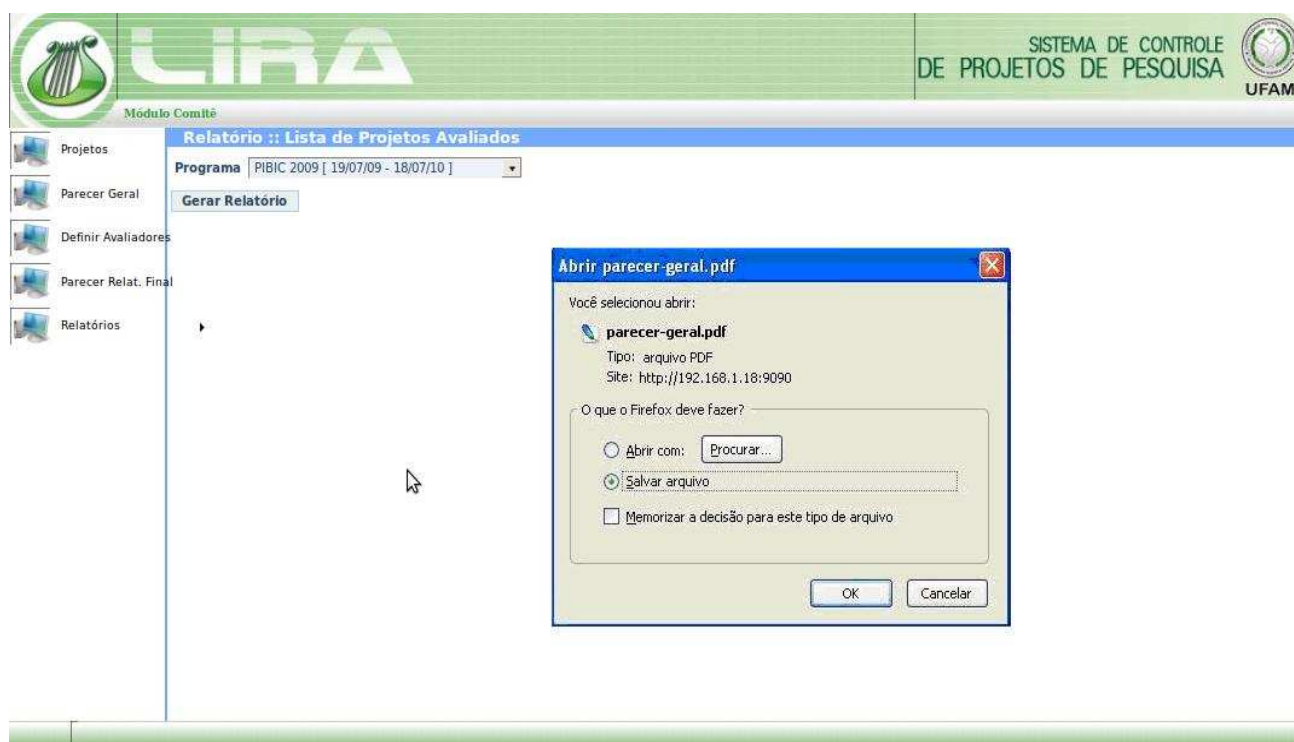 LIRA
SISTEMA DE CONTROLE
DE PROJETOS DE PESQUISA
UFAM
Módulo Comitê
Projetos
Parecer Geral
Definir Avaliadores
Parecer Relat. Final
Relatórios
Relatório :: Lista de Projetos Avaliados
Programa PIBIC 2009 [ 19/07/09 - 18/07/10 ]
Gerar Relatório
Abrir parecer-geral.pdf
Você selecionou abrir:
parecer-geral.pdf
Tipo: arquivo PDF
Site: http://192.168.1.18:9090
O que o Firefox deve fazer?
Abrir com: Procurar...
Salvar arquivo
Memorizar a decisão para este tipo de arquivo
OK Cancelar